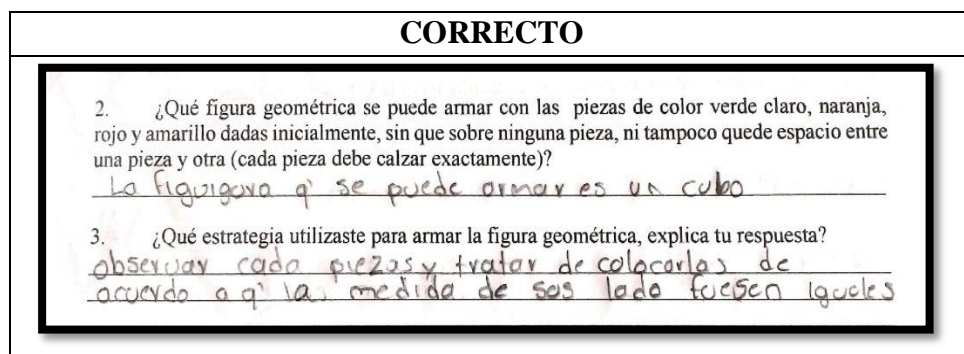 CORRECTO
2. ¿Qué figura geométrica se puede armar con las piezas de color verde claro, naranja,
rojo y amarillo dadas inicialmente, sin que sobre ninguna pieza, ni tampoco quede espacio entre
una pieza y otra (cada pieza debe calzar exactamente)?
La figuigura q' se puede armar es un cubo
3. ¿Qué estrategia utilizaste para armar la figura geométrica, explica tu respuesta?
observar cada piezas y tratar de colocarlas de
acuerdo a q' la medida de sos lado fuesen iguales